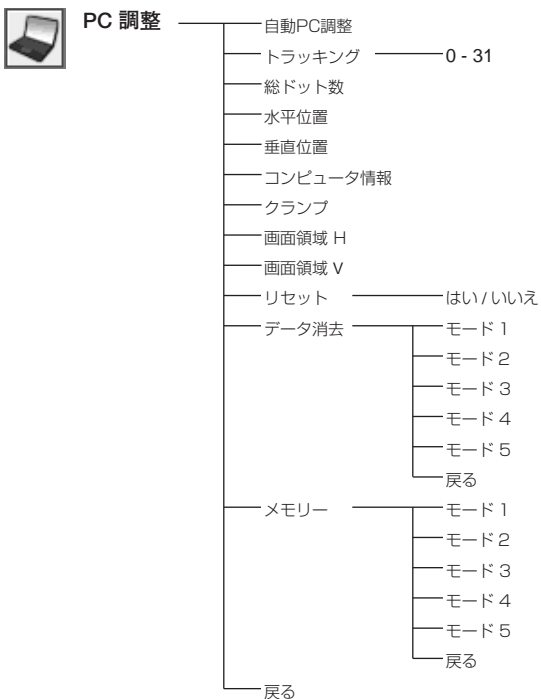 PC 調整
自動PC調整
トラッキング 0 - 31
総ドット数
水平位置
垂直位置
コンピュータ情報
クランプ
画面領域 H
画面領域 V
リセット はい / いいえ
データ消去 モード 1
モード 2
モード 3
モード 4
モード 5
戻る
メモリー モード 1
モード 2
モード 3
モード 4
モード 5
戻る
戻る